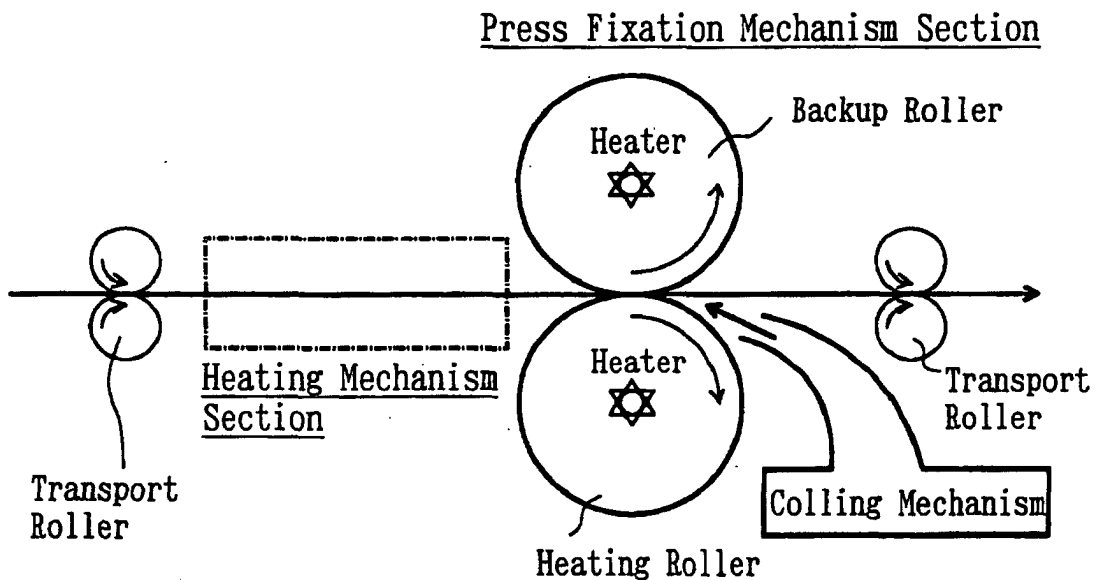 Press Fixation Mechanism Section
Backup Roller
Heater
Heating Mechanism
Section
Heater
Transport
Roller
Transport
Roller
Colling Mechanism
Heating Roller